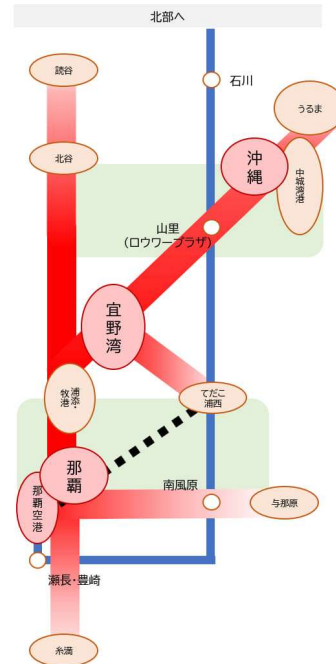 北部へ
読谷
石川
うるま
北谷
沖縄
中城湾港
山里
(ロウワープラザ)
宜野湾
浦添・
牧港
てだこ
浦西
那覇
那覇空港
南風原
与那原
瀬長・豊崎
糸満